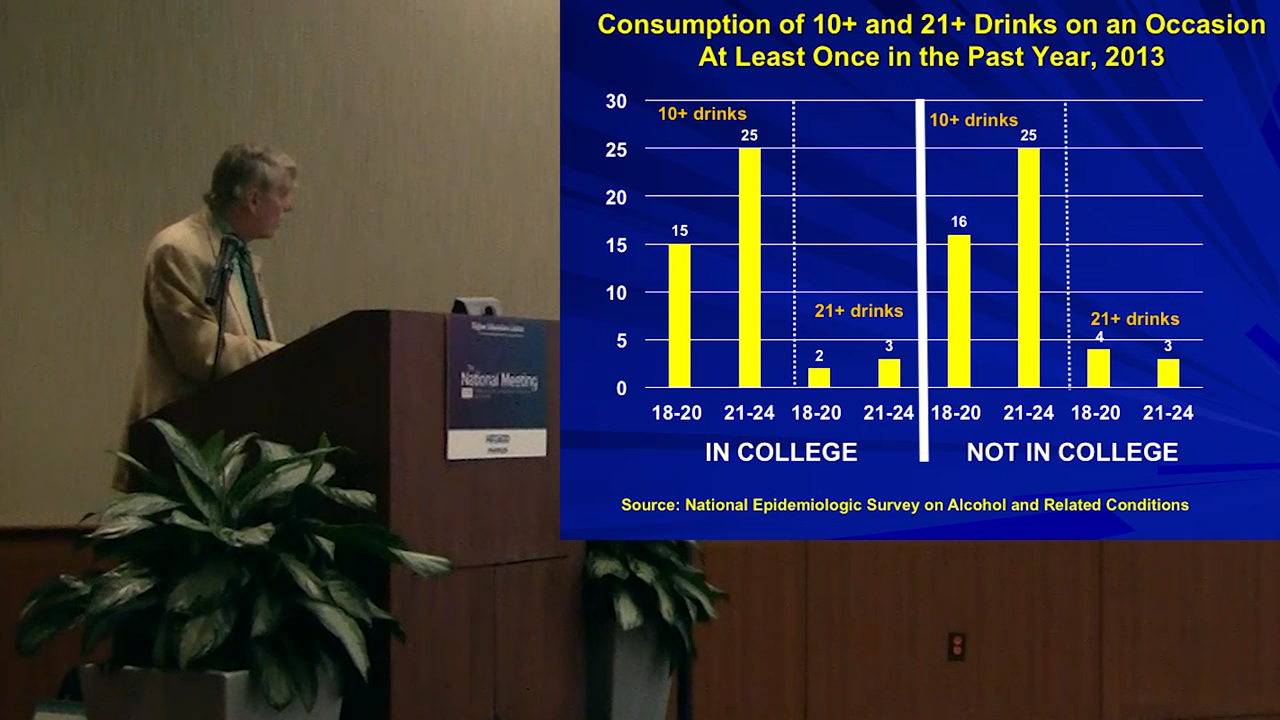 Consumption of 10+ and 21+ Drinks on an Occasion
At Least Once in the Past Year, 2013
30
25
20
15
10
5
0
10+ drinks
15
25
21+ drinks
2
3
10+ drinks
16
25
21+ drinks
4
3
18-20 21-24 18-20 21-24 18-20 21-24 18-20 21-24
IN COLLEGE NOT IN COLLEGE
Source: National Epidemiologic Survey on Alcohol and Related Conditions
The
National Meeting